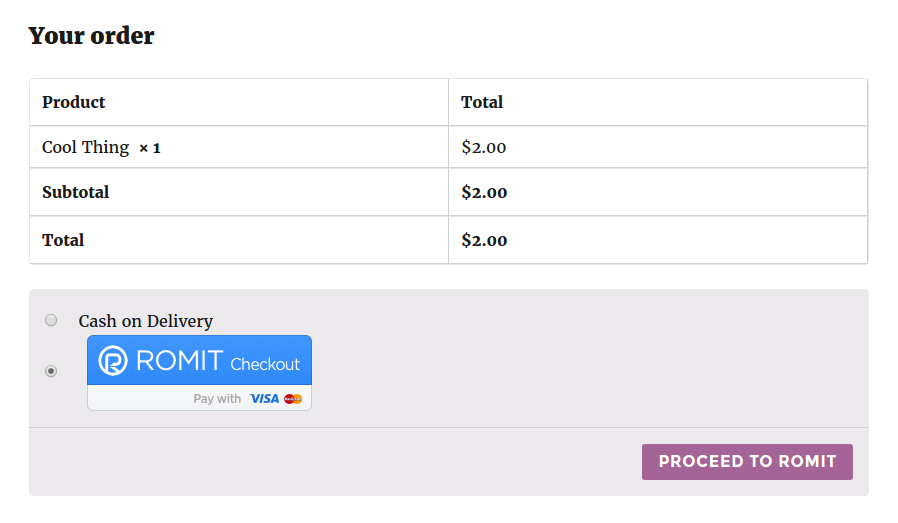 Your order
Product Total
Cool Thing × 1 $2.00
Subtotal $2.00
Total $2.00
Cash on Delivery
ROMIT Checkout
Pay with VISA MasterCard
PROCEED TO ROMIT